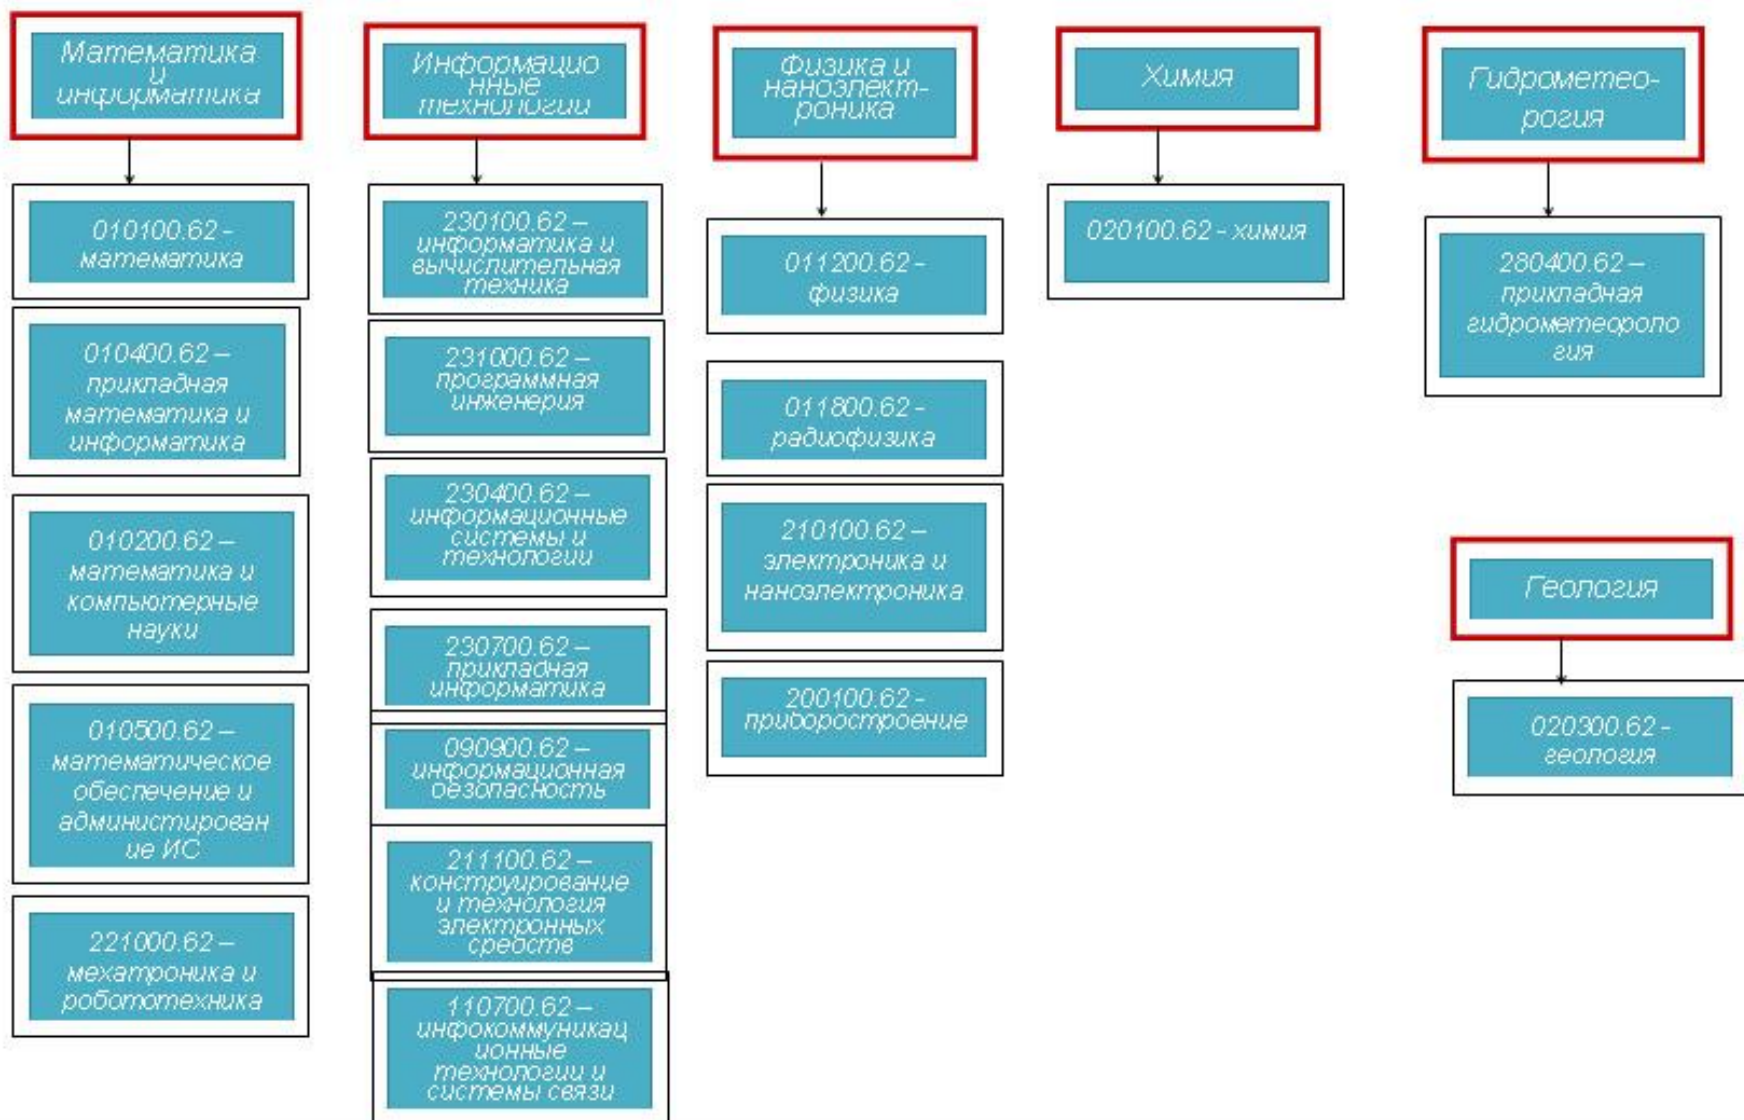 Математика
и
информатика
010100.62 -
математика
010400.62 –
прикладная
математика и
информатика
010200.62 –
математика и
компьютерные
науки
010500.62 –
математическое
обеспечение и
администирован
ие ИС
221000.62 –
мехатроника и
робототехника
Информацио
нные
технологии
230100.62 –
информатика и
вычислительная
техника
231000.62 –
программная
инженерия
230400.62 –
информационные
системы и
технологии
230700.62 –
прикладная
информатика
090900.62 –
информационная
безопасность
211100.62 –
конструирование
и технология
электронных
средств
110700.62 –
инфокоммуникац
ионные
технологии и
системы связи
Физика и
наноэлект-
роника
011200.62 -
физика
011800.62 -
радиофизика
210100.62 –
электроника и
наноэлектроника
200100.62 -
приборостроение
Химия
020100.62 - химия
Гидрометео-
рогия
280400.62 –
прикладная
гидрометеороло
гия
Геология
020300.62 -
геология